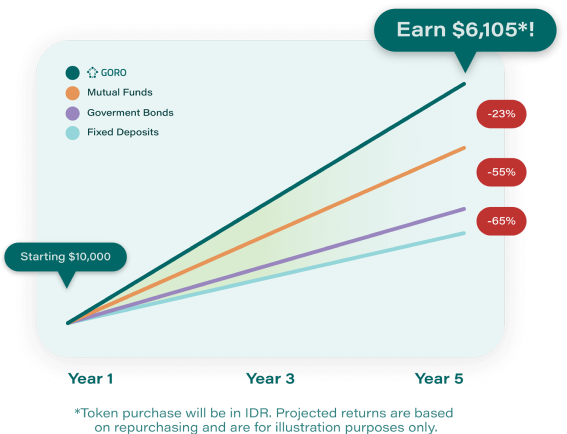 Earn $6,105*!
GORO
Mutual Funds
Goverment Bonds
Fixed Deposits
-23%
-55%
-65%
Starting $10,000
Year 1 Year 3 Year 5
*Token purchase will be in IDR. Projected returns are based
on repurchasing and are for illustration purposes only.